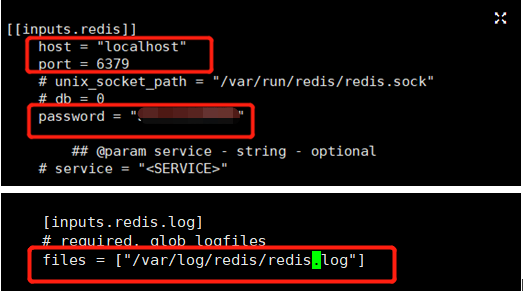 [[inputs.redis]]
host = "localhost"
port = 6379
# unix_socket_path = "/var/run/redis/redis.sock"
# db = 0
password = "
## @param service - string - optional
# service = "<SERVICE>"
[inputs.redis.log]
# required, glob logfiles
files = ["/var/log/redis/redis.log"]